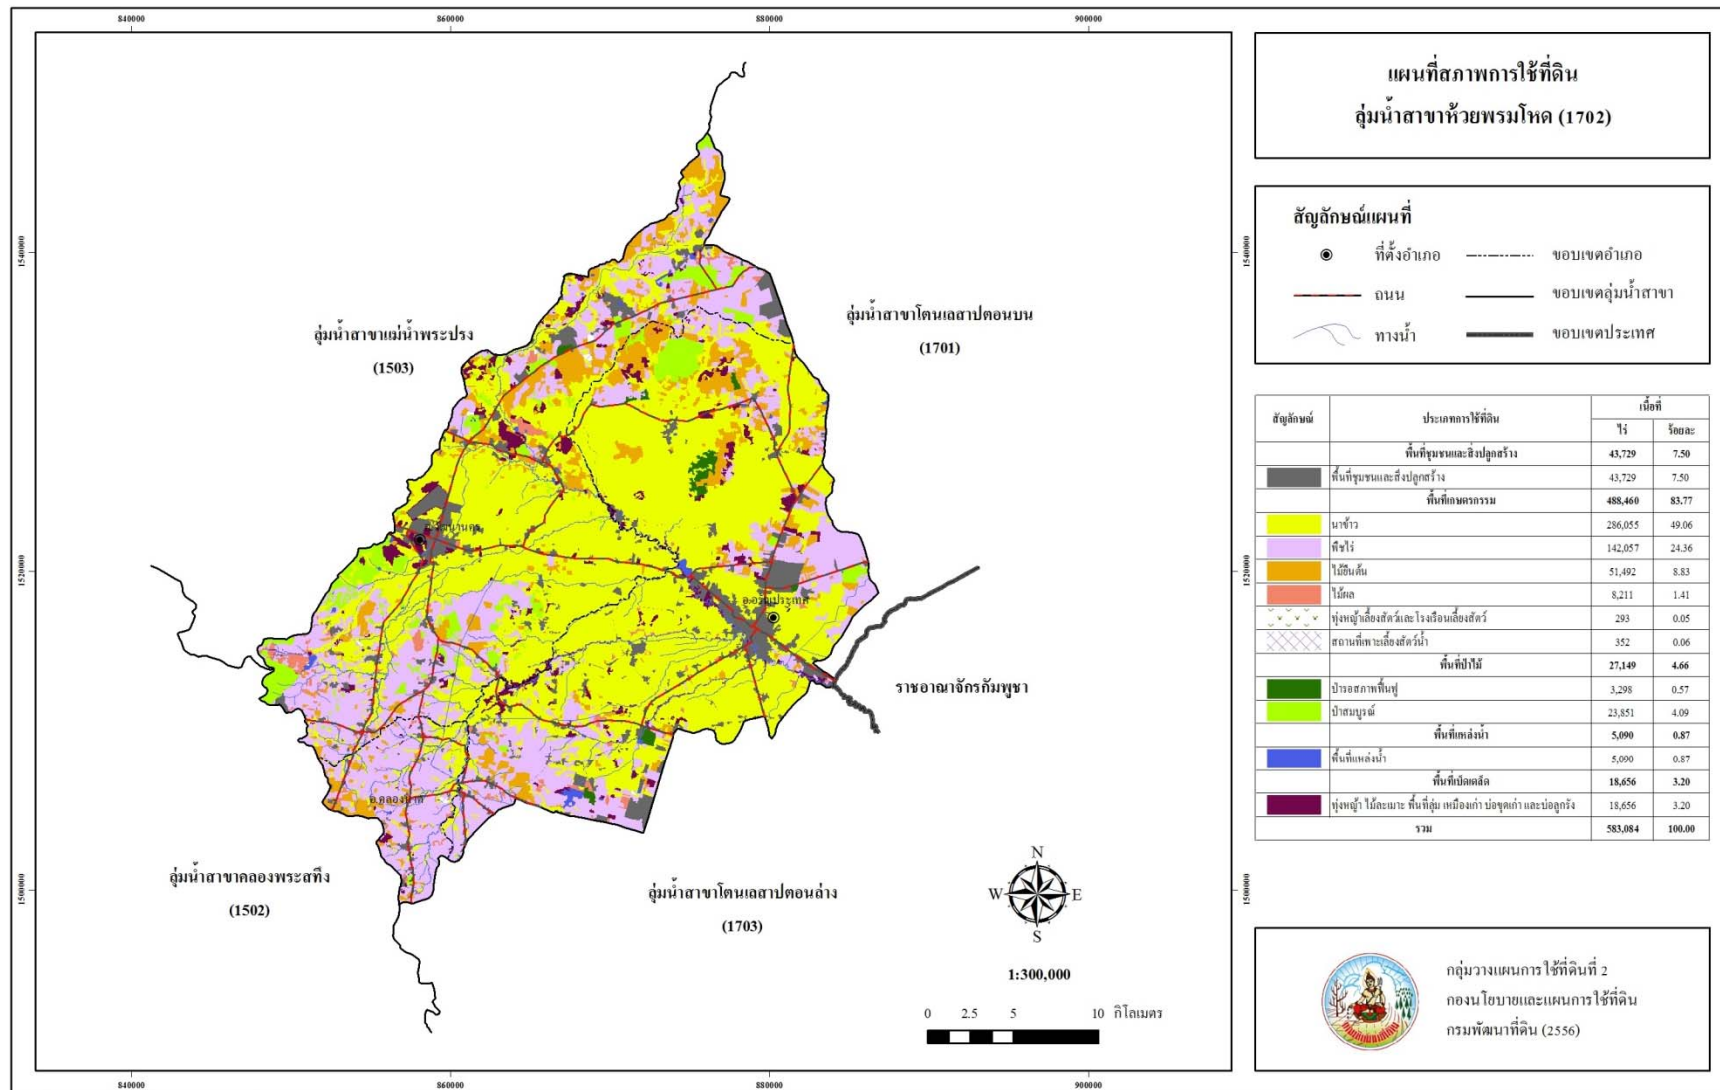 840000
860000
880000
900000
แผนที่สภาพการใช้ที่ดิน
ลุ่มน้ำสาขาห้วยพรมโหด (1702)
สัญลักษณ์แผนที่
ที่ตั้งอำเภอ
ขอบเขตอำเภอ
ถนน
ขอบเขตลุ่มน้ำสาขา
ทางน้ำ
ขอบเขตประเทศ
1540000
1540000
1520000
1520000
1500000
1500000
ลุ่มน้ำสาขาแม่น้ำพระปรง
(1503)
ลุ่มน้ำสาขาโตนเลสาปตอนบน
(1701)
อ.วัฒนานคร
อ.อรัญประเทศ
ราชอาณาจักรกัมพูชา
อ.คลองหาด
ลุ่มน้ำสาขาคลองพระสทึง
(1502)
ลุ่มน้ำสาขาโตนเลสาปตอนล่าง
(1703)
N
W E
S
1:300,000
0 2.5 5 10 กิโลเมตร
สัญลักษณ์ ประเภทการใช้ที่ดิน เนื้อที่
ไร่ ร้อยละ
พื้นที่ชุมชนและสิ่งปลูกสร้าง 43,729 7.50
พื้นที่ชุมชนและสิ่งปลูกสร้าง 43,729 7.50
พื้นที่เกษตรกรรม 488,460 83.77
นาข้าว 286,055 49.06
พืชไร่ 142,057 24.36
ไม้ยืนต้น 51,492 8.83
ไม้ผล 8,211 1.41
ทุ่งหญ้าเลี้ยงสัตว์และโรงเรือนเลี้ยงสัตว์ 293 0.05
สถานที่เพาะเลี้ยงสัตว์น้ำ 352 0.06
พื้นที่ป่าไม้ 27,149 4.66
ป่ารอสภาพฟื้นฟู 3,298 0.57
ป่าสมบูรณ์ 23,851 4.09
พื้นที่แหล่งน้ำ 5,090 0.87
พื้นที่แหล่งน้ำ 5,090 0.87
พื้นที่เบ็ดเตล็ด 18,656 3.20
ทุ่งหญ้า ไม้ละเมาะ พื้นที่ลุ่ม เหมืองเก่า บ่อขุดเก่า และบ่อลูกรัง 18,656 3.20
รวม 583,084 100.00
กลุ่มวางแผนการใช้ที่ดินที่ 2
กองนโยบายและแผนการใช้ที่ดิน
กรมพัฒนาที่ดิน (2556)
840000
860000
880000
900000